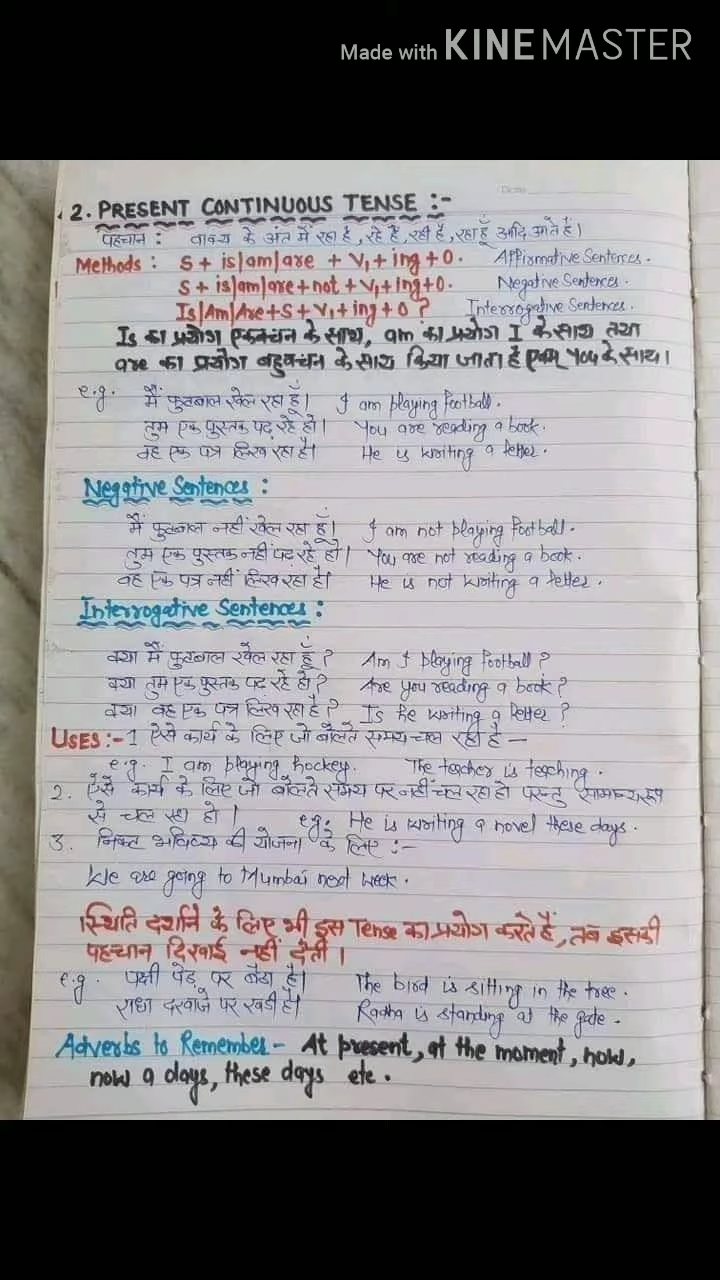 Made with KINEMASTER
2. PRESENT CONTINUOUS TENSE :-
पहचान : वाक्य के अंत में रहा है, रहे हैं, रही है, रहा हूँ आदि आते हैं।
Methods : S + is|am|are + V₁ + ing + O. Affirmative Sentences.
S + is|am|are + not + V₁ + ing + O. Negative Sentences.
Is|Am|Are + S + V₁ + ing + O ? Interrogative Sentences.
Is का प्रयोग एकवचन के साथ, am का प्रयोग I के साथ तथा
are का प्रयोग बहुवचन के साथ किया जाता है एवम् You के साथ।
e.g. मैं फुटबाल खेल रहा हूँ। I am playing football.
तुम एक पुस्तक पढ़ रहे हो। You are reading a book.
वह एक पत्र लिख रहा है। He is writing a letter.
Negative Sentences :
मैं फुटबाल नहीं खेल रहा हूँ। I am not playing football.
तुम एक पुस्तक नहीं पढ़ रहे हो। You are not reading a book.
वह एक पत्र नहीं लिख रहा है। He is not writing a letter.
Interrogative Sentences :
क्या मैं फुटबाल खेल रहा हूँ ? Am I playing football ?
क्या तुम एक पुस्तक पढ़ रहे हो ? Are you reading a book ?
क्या वह एक पत्र लिख रहा है ? Is he writing a letter ?
USES :- 1 ऐसे कार्य के लिए जो बोलते समय चल रहा है —
e.g. I am playing hockey. The teacher is teaching.
2. ऐसे कार्य के लिए जो बोलते समय पर नहीं चल रहा हो परन्तु सामान्य रूप
से चल रहा हो। eg: He is writing a novel these days.
3. निकट भविष्य की योजना के लिए :-
We are going to Mumbai next week.
स्थिति दर्शाने के लिए भी इस Tense का प्रयोग करते हैं, तब इसकी
पहचान दिखाई नहीं देती।
e.g. पक्षी पेड़ पर बैठा है। The bird is sitting in the tree.
राधा दरवाजे पर खड़ी है। Radha is standing at the gate.
Adverbs to Remember - At present, at the moment, now,
now a days, these days etc.